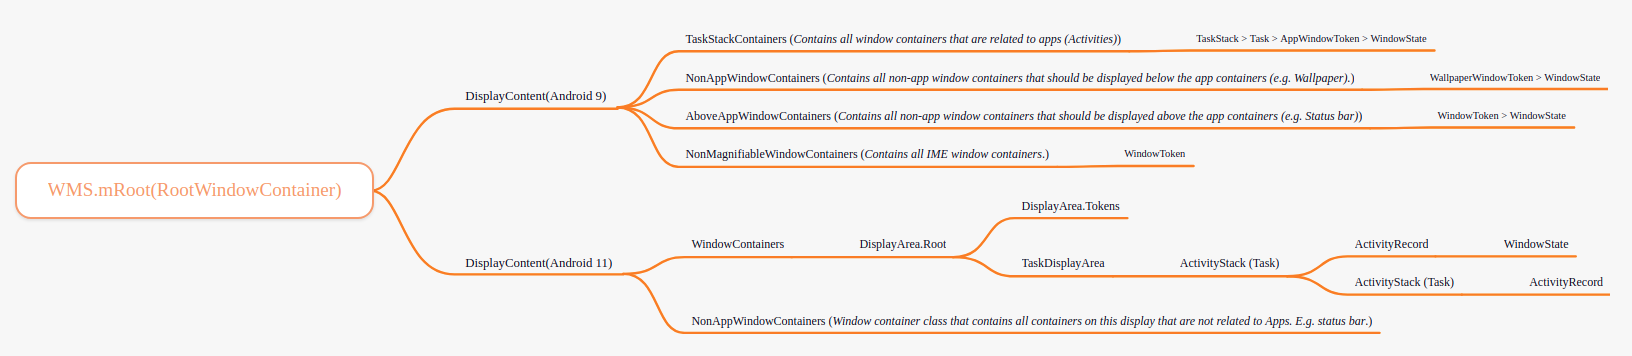 WMS.mRoot(RootWindowContainer)
DisplayContent(Android 9)
TaskStackContainers (Contains all window containers that are related to apps (Activities))
TaskStack > Task > AppWindowToken > WindowState
NonAppWindowContainers (Contains all non-app window containers that should be displayed below the app containers (e.g. Wallpaper).)
WallpaperWindowToken > WindowState
AboveAppWindowContainers (Contains all non-app window containers that should be displayed above the app containers (e.g. Status bar))
WindowToken > WindowState
NonMagnifiableWindowContainers (Contains all IME window containers.)
WindowToken
DisplayContent(Android 11)
WindowContainers
DisplayArea.Root
DisplayArea.Tokens
TaskDisplayArea
ActivityStack (Task)
ActivityRecord
WindowState
ActivityStack (Task)
ActivityRecord
NonAppWindowContainers (Window container class that contains all containers on this display that are not related to Apps. E.g. status bar.)